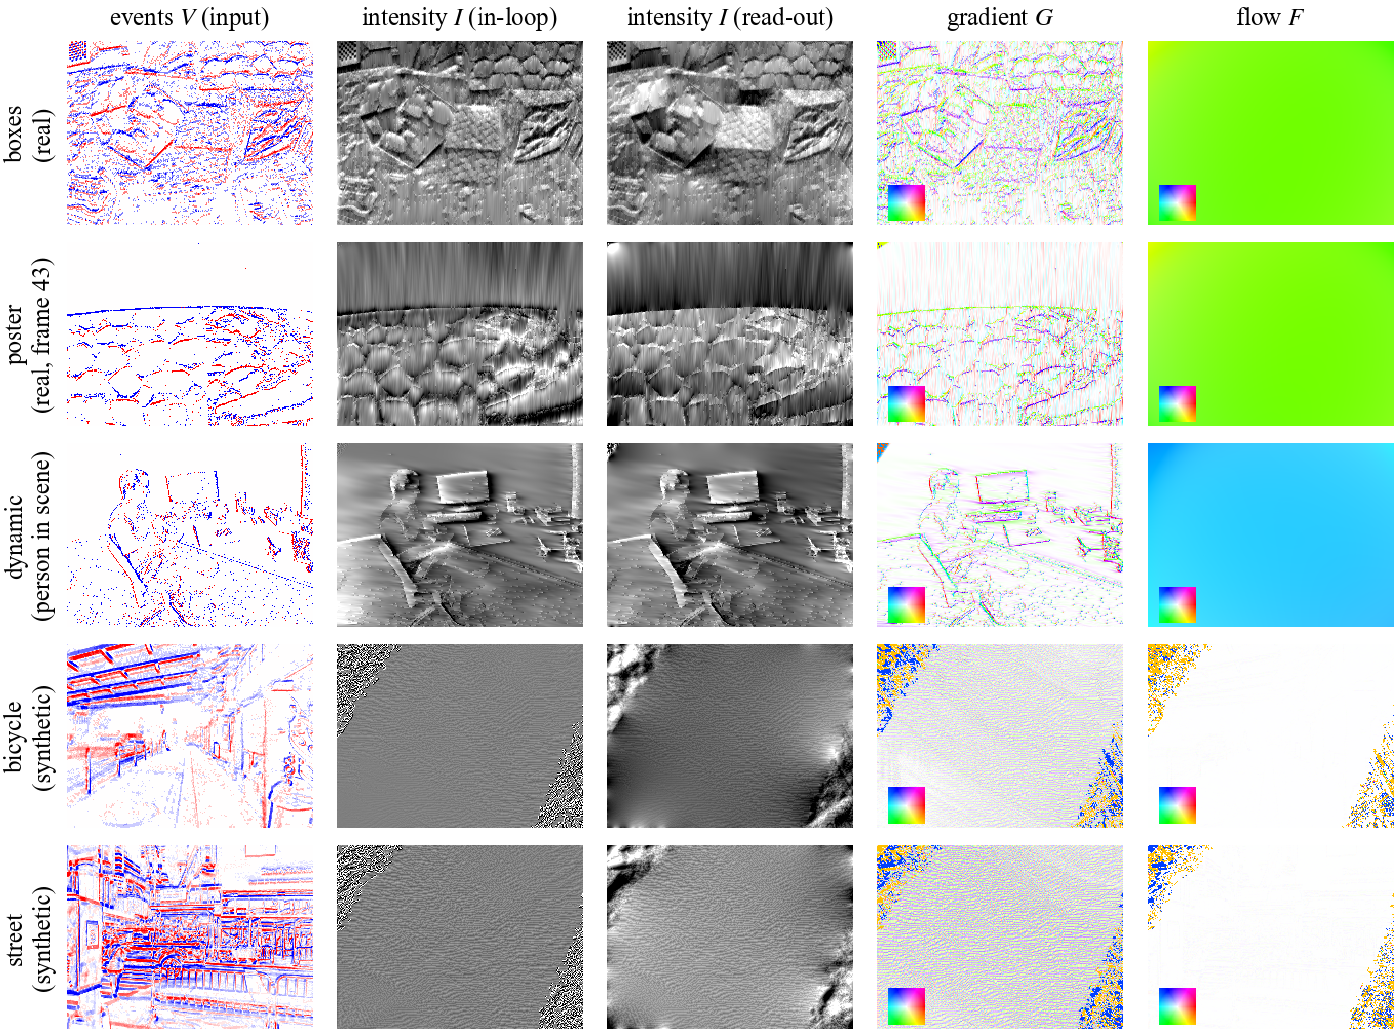 events V (input) intensity I (in-loop) intensity I (read-out) gradient G flow F
boxes
(real)
poster
(real, frame 43)
dynamic
(person in scene)
bicycle
(synthetic)
street
(synthetic)